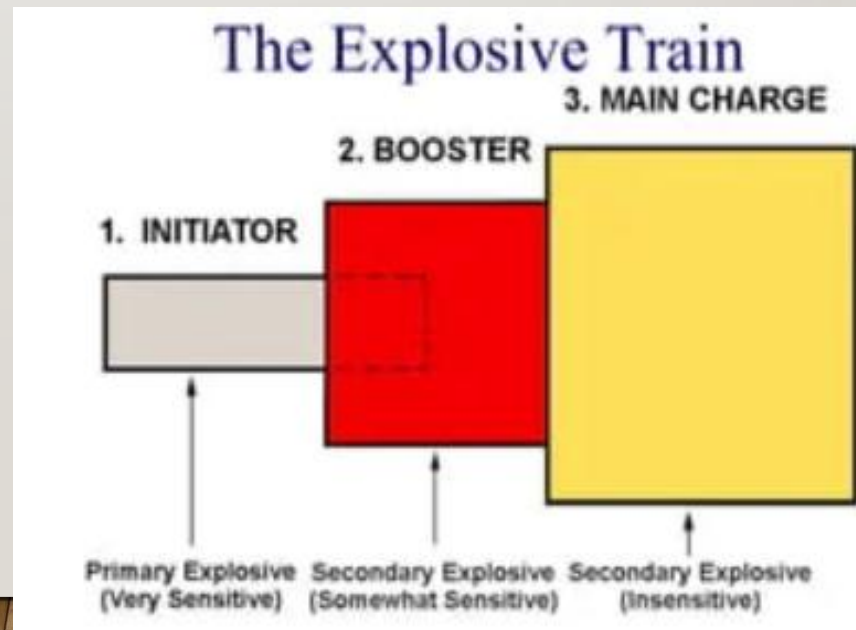 The Explosive Train
3. MAIN CHARGE
2. BOOSTER
1. INITIATOR
Primary Explosive
(Very Sensitive)
Secondary Explosive
(Somewhat Sensitive)
Secondary Explosive
(Insensitive)